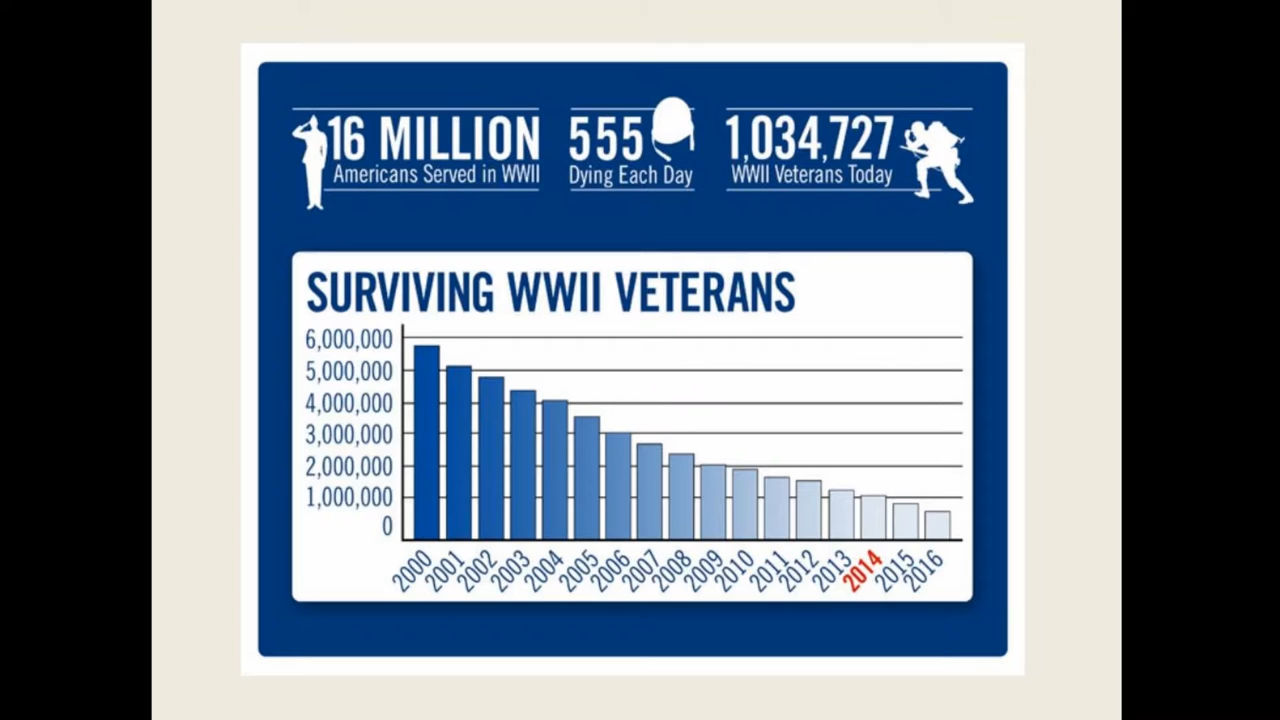 16 MILLION
Americans Served in WWII
555
Dying Each Day
1,034,727
WWII Veterans Today
SURVIVING WWII VETERANS
6,000,000
5,000,000
4,000,000
3,000,000
2,000,000
1,000,000
0
2000 2001 2002 2003 2004 2005 2006 2007 2008 2009 2010 2011 2012 2013 2014 2015 2016